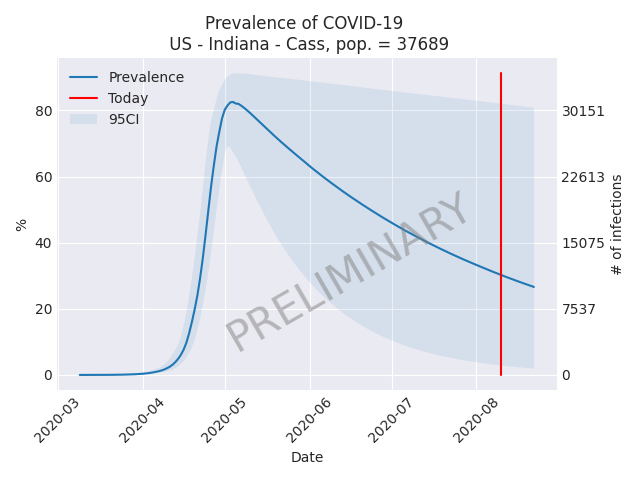 Prevalence of COVID-19
US - Indiana - Cass, pop. = 37689
Prevalence
Today
95CI
%
80
60
40
20
0
30151
22613
15075
7537
0
# of infections
PRELIMINARY
2020-03
2020-04
2020-05
2020-06
2020-07
2020-08
Date